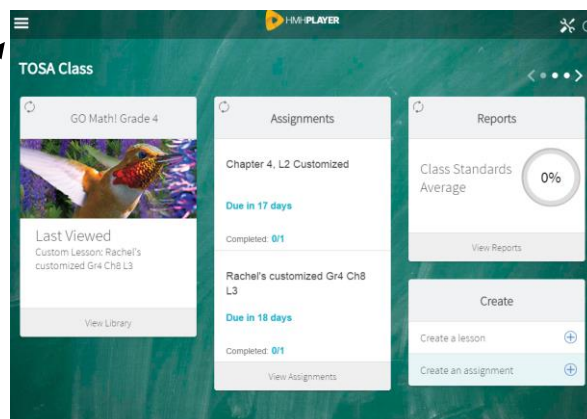 HMH PLAYER
TOSA Class
GO Math! Grade 4
Last Viewed
Custom Lesson: Rachel's
customized Gr4 Ch8 L3
View Library
Assignments
Chapter 4, L2 Customized
Due in 17 days
Completed: 0/1
Rachel's customized Gr4 Ch8
L3
Due in 18 days
Completed: 0/1
View Assignments
Reports
Class Standards
Average
0%
View Reports
Create
Create a lesson
Create an assignment